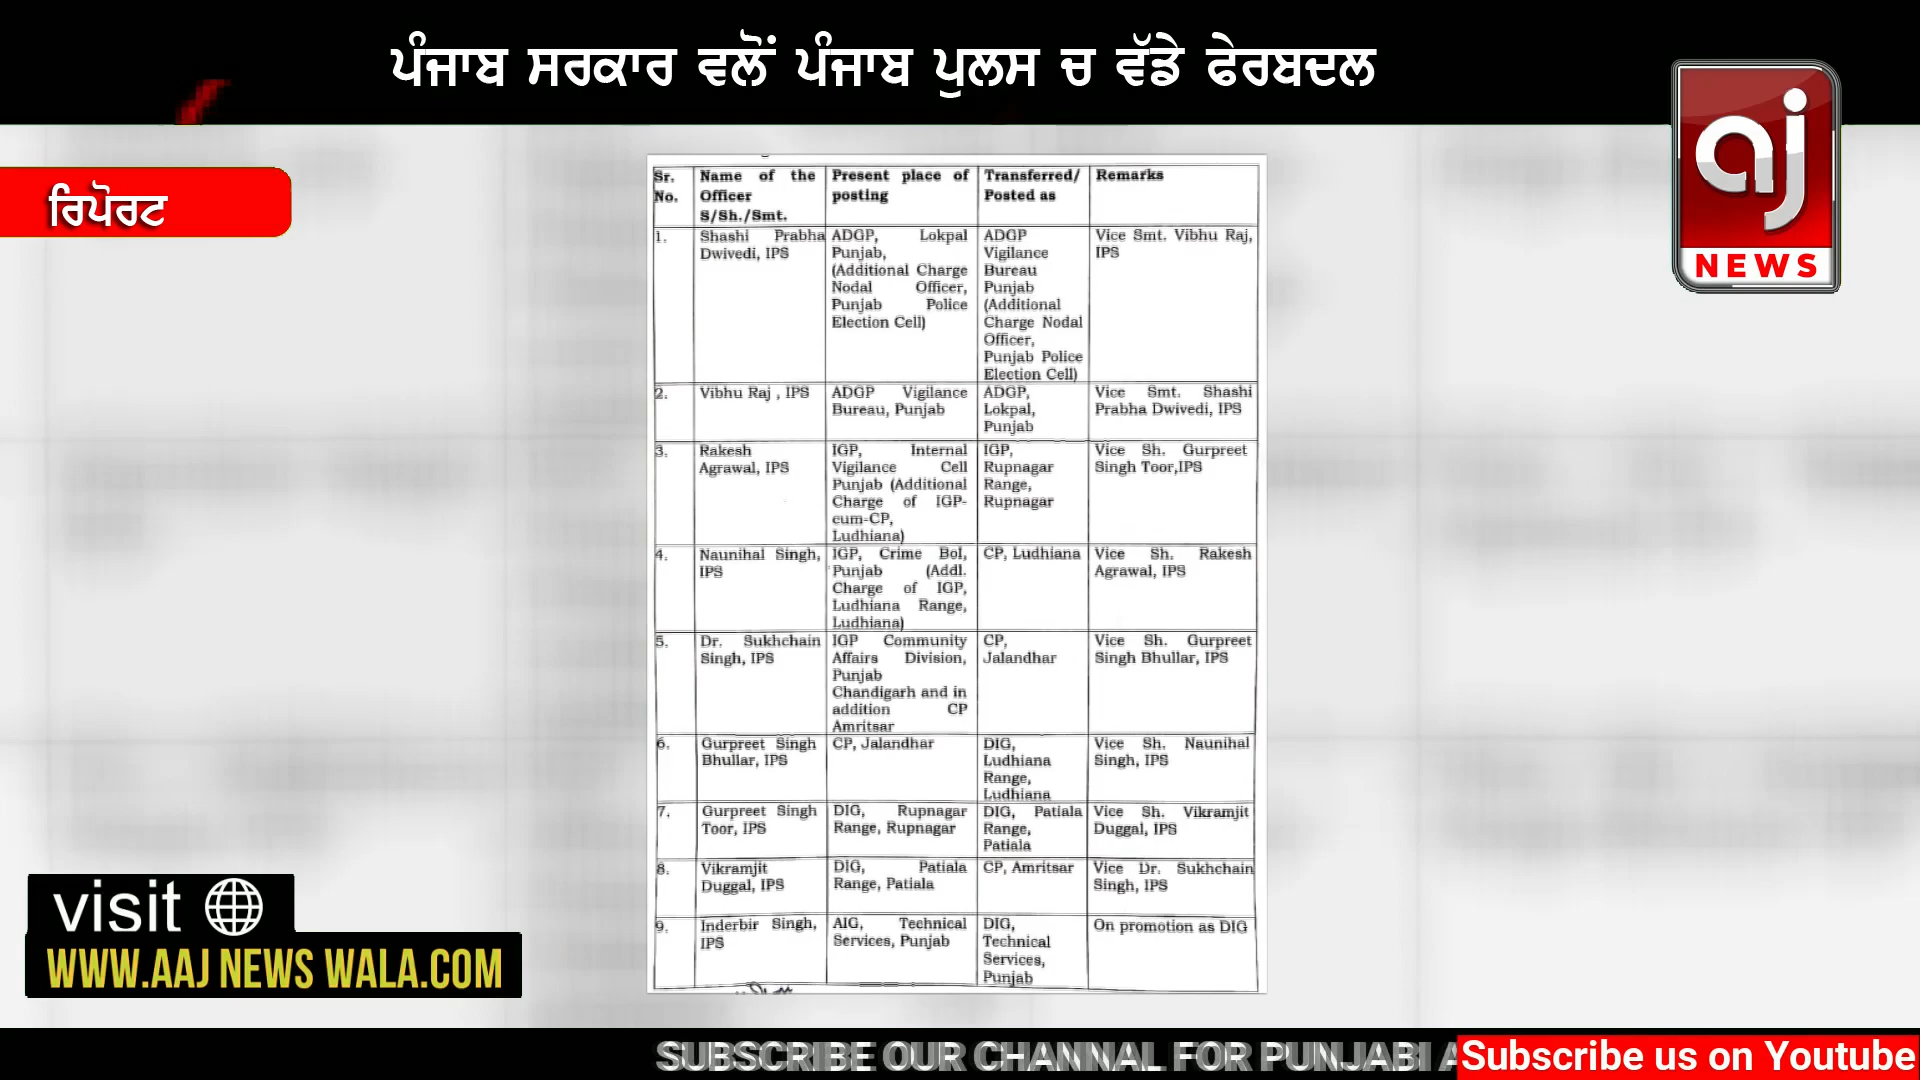 ਪੰਜਾਬ ਸਰਕਾਰ ਵਲੋਂ ਪੰਜਾਬ ਪੁਲਸ ਚ ਵੱਡੇ ਫੇਰਬਦਲ
ਰਿਪੋਰਟ
aj
NEWS
Sr. No. Name of the Officer S/Sh./Smt. Present place of posting Transferred/ Posted as Remarks
1. Shashi Prabha Dwivedi, IPS ADGP, Lokpal Punjab, (Additional Charge Nodal Officer, Punjab Police Election Cell) ADGP Vigilance Bureau Punjab (Additional Charge Nodal Officer, Punjab Police Election Cell) Vice Smt. Vibhu Raj, IPS
2. Vibhu Raj , IPS ADGP Vigilance Bureau, Punjab ADGP, Lokpal, Punjab Vice Smt. Shashi Prabha Dwivedi, IPS
3. Rakesh Agrawal, IPS IGP, Internal Vigilance Cell Punjab (Additional Charge of IGP-cum-CP, Ludhiana) IGP, Rupnagar Range, Rupnagar Vice Sh. Gurpreet Singh Toor,IPS
4. Naunihal Singh, IPS IGP, Crime BoI, Punjab (Addl. Charge of IGP, Ludhiana Range, Ludhiana) CP, Ludhiana Vice Sh. Rakesh Agrawal, IPS
5. Dr. Sukhchain Singh, IPS IGP Community Affairs Division, Punjab Chandigarh and in addition CP Amritsar CP, Jalandhar Vice Sh. Gurpreet Singh Bhullar, IPS
6. Gurpreet Singh Bhullar, IPS CP, Jalandhar DIG, Ludhiana Range, Ludhiana Vice Sh. Naunihal Singh, IPS
7. Gurpreet Singh Toor, IPS DIG, Rupnagar Range, Rupnagar DIG, Patiala Range, Patiala Vice Sh. Vikramjit Duggal, IPS
8. Vikramjit Duggal, IPS DIG, Patiala Range, Patiala CP, Amritsar Vice Dr. Sukhchain Singh, IPS
9. Inderbir Singh, IPS AIG, Technical Services, Punjab DIG, Technical Services, Punjab On promotion as DIG
visit
WWW.AAJ NEWS WALA.COM
SUBSCRIBE OUR CHANNAL FOR PUNJABI
Subscribe us on Youtube